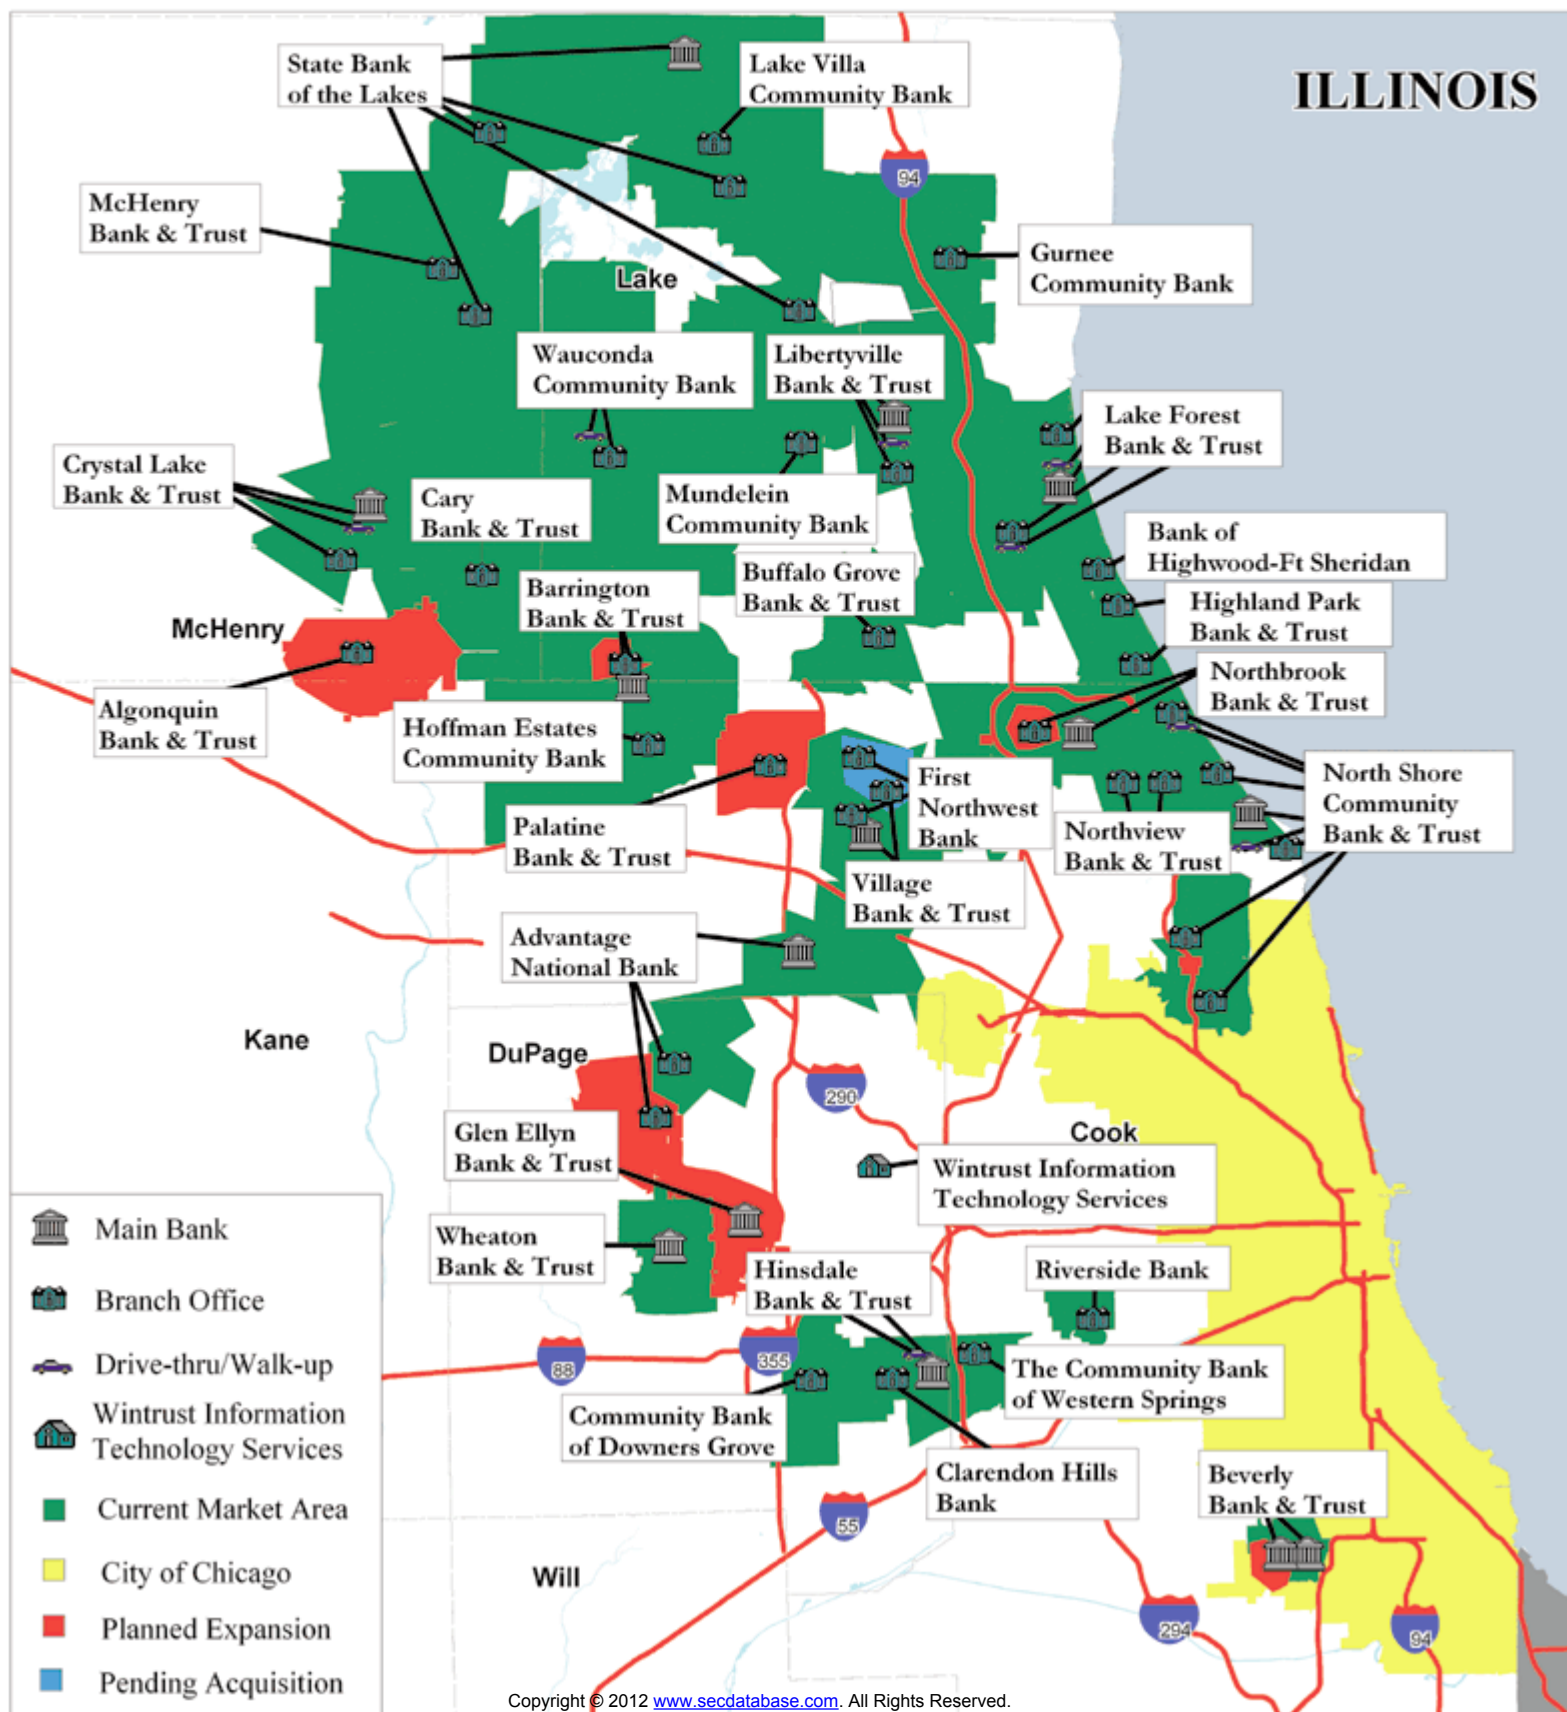 ILLINOIS
State Bank
of the Lakes
Lake Villa
Community Bank
94
McHenry
Bank & Trust
Gurnee
Community Bank
Lake
Wauconda
Community Bank
Libertyville
Bank & Trust
Lake Forest
Bank & Trust
Crystal Lake
Bank & Trust
Cary
Bank & Trust
Mundelein
Community Bank
Bank of
Highwood-Ft Sheridan
Buffalo Grove
Bank & Trust
Barrington
Bank & Trust
Highland Park
Bank & Trust
McHenry
Northbrook
Bank & Trust
Algonquin
Bank & Trust
Hoffman Estates
Community Bank
First
Northwest
Bank
North Shore
Community
Bank & Trust
Palatine
Bank & Trust
Northview
Bank & Trust
Village
Bank & Trust
Advantage
National Bank
Kane
DuPage
290
Glen Ellyn
Bank & Trust
Cook
Wintrust Information
Technology Services
Wheaton
Bank & Trust
Hinsdale
Bank & Trust
Riverside Bank
88
355
The Community Bank
of Western Springs
Community Bank
of Downers Grove
Clarendon Hills
Bank
Beverly
Bank & Trust
55
Will
294
94
Main Bank
Branch Office
Drive-thru/Walk-up
Wintrust Information
Technology Services
Current Market Area
City of Chicago
Planned Expansion
Pending Acquisition
Copyright © 2012 www.secdatabase.com. All Rights Reserved.